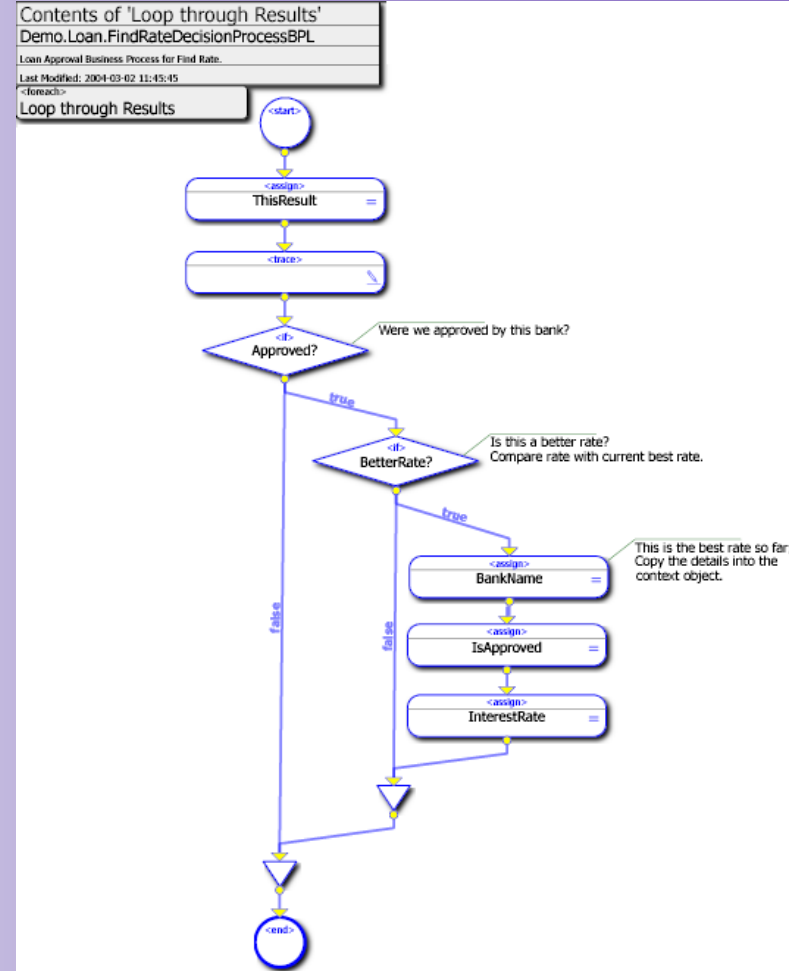 Contents of 'Loop through Results'
Demo.Loan.FindRateDecisionProcessBPL
Loan Approval Business Process for Find Rate.
Last Modified: 2004-03-02 11:45:45
<foreach>
Loop through Results
<start>
<assign>
ThisResult
=
<trace>
<if>
Approved?
Were we approved by this bank?
true
<if>
BetterRate?
Is this a better rate?
Compare rate with current best rate.
true
<assign>
BankName
=
This is the best rate so far
Copy the details into the
context object.
false
false
<assign>
IsApproved
=
<assign>
InterestRate
=
<end>